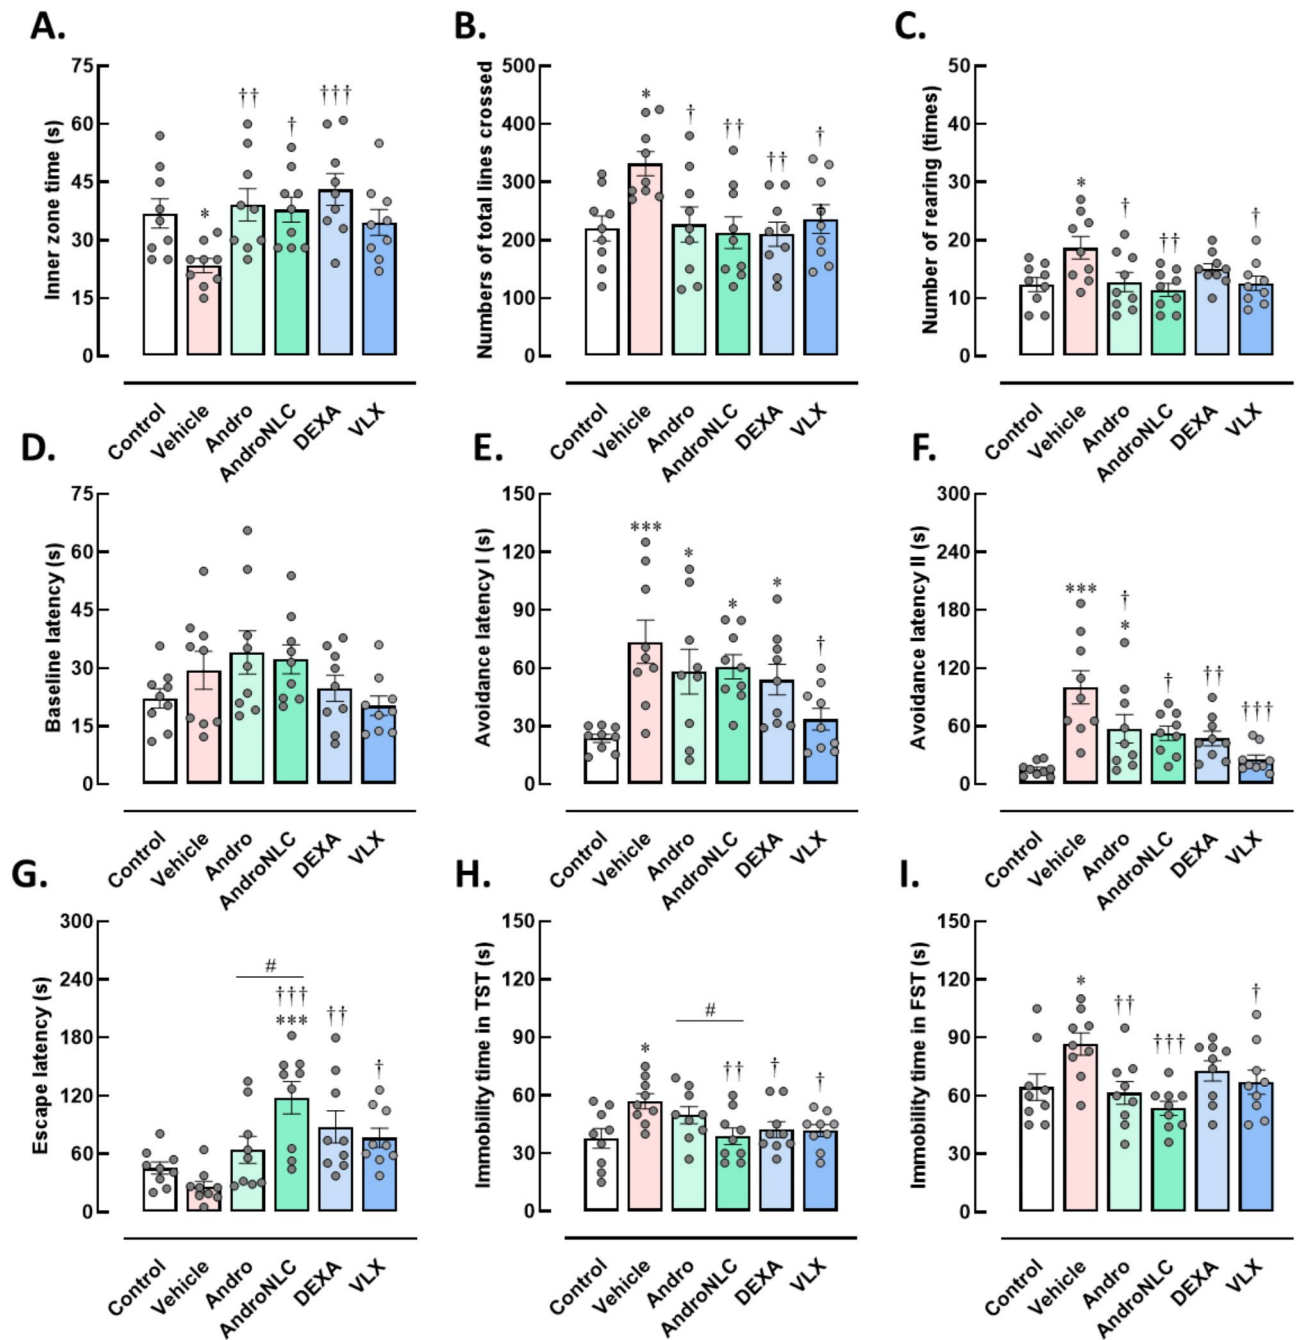 A.
Inner zone time (s)
75
60
45
30
15
0
*
††
†
†††
Control
Vehicle
Andro
AndroNLC
DEXA
VLX
B.
Numbers of total lines crossed
500
400
300
200
100
0
*
†
††
††
†
Control
Vehicle
Andro
AndroNLC
DEXA
VLX
C.
Number of rearing (times)
50
40
30
20
10
0
*
†
††
†
Control
Vehicle
Andro
AndroNLC
DEXA
VLX
D.
Baseline latency (s)
75
60
45
30
15
0
Control
Vehicle
Andro
AndroNLC
DEXA
VLX
E.
Avoidance latency I (s)
150
120
90
60
30
0
***
*
*
*
†
Control
Vehicle
Andro
AndroNLC
DEXA
VLX
F.
Avoidance latency II (s)
300
240
180
120
60
0
***
†
*
†
††
†††
Control
Vehicle
Andro
AndroNLC
DEXA
VLX
G.
Escape latency (s)
300
240
180
120
60
0
#
†††
***
††
†
Control
Vehicle
Andro
AndroNLC
DEXA
VLX
H.
Immobility time in TST (s)
150
120
90
60
30
0
*
#
††
†
†
Control
Vehicle
Andro
AndroNLC
DEXA
VLX
I.
Immobility time in FST (s)
150
120
90
60
30
0
*
††
†††
†
Control
Vehicle
Andro
AndroNLC
DEXA
VLX